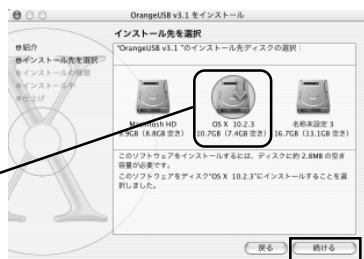 OrangeUSB v3.1 をインストール
インストール先を選択
紹介
インストール先を選択
インストールの種類
インストール中
仕上げ
"OrangeUSB v3.1 "のインストール先ディスクの選択：
Macintosh HD
9.9GB (8.8GB 空き)
OS X 10.2.3
10.7GB (7.4GB 空き)
名称未設定 3
16.7GB (13.1GB 空き)
このソフトウェアをインストールするには、ディスクに約 2.8MB の空き
容量が必要です。
このソフトウェアをディスク"OS X 10.2.3"にインストールすることを選
択しました。
戻る
続ける